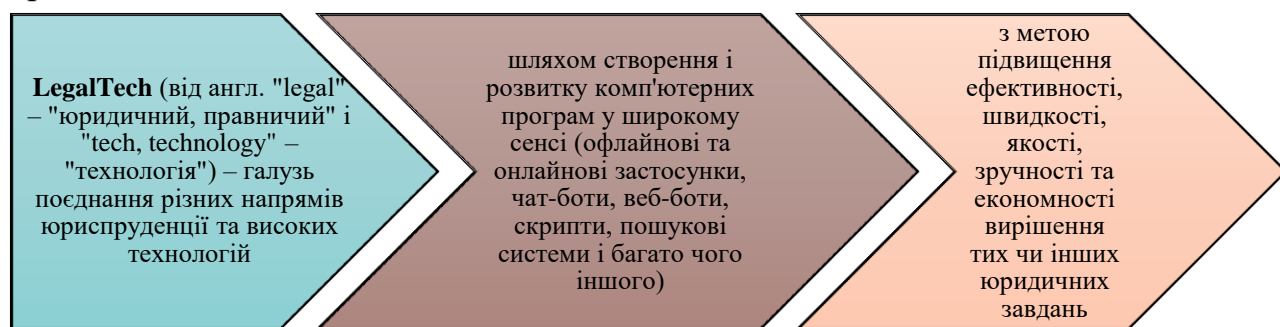 LegalTech (від англ. "legal"
– "юридичний, правничий" і
"tech, technology" –
"технологія") – галузь
поєднання різних напрямів
юриспруденції та високих
технологій
шляхом створення і
розвитку комп'ютерних
програм у широкому
сенсі (офлайнові та
онлайнові застосунки,
чат-боти, веб-боти,
скрипти, пошукові
системи і багато чого
іншого)
з метою
підвищення
ефективності,
швидкості,
якості,
зручності та
економності
вирішення
тих чи інших
юридичних
завдань